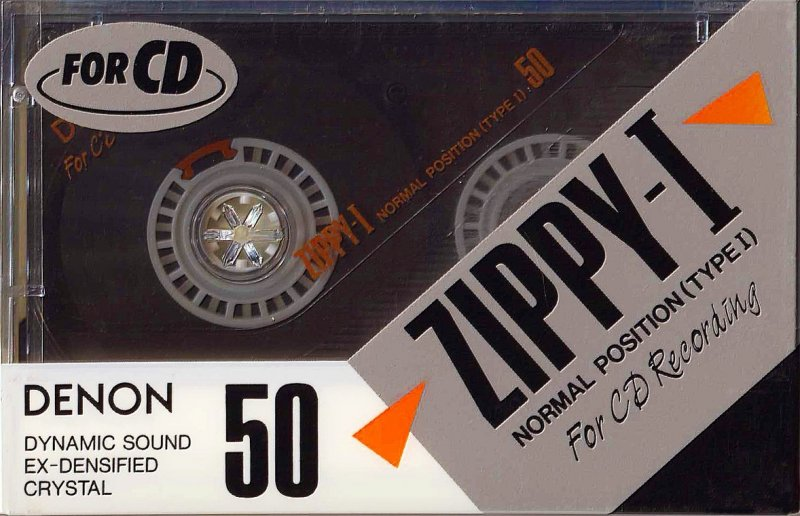 FOR CD
D
For CD
ZIPPY-I NORMAL POSITION (TYPE I) 50
ZIPPY-I
NORMAL POSITION (TYPE I)
For CD Recording
DENON
DYNAMIC SOUND
EX-DENSIFIED
CRYSTAL
50